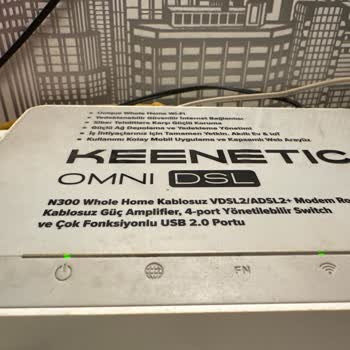 Unique Whole Home Wi-Fi
Yedeklenebilir Güvenilir İnternet Bağlantısı
Siber Tehditlere Karşı Güçlü Koruma
Güçlü Ağ Depolama ve Yedekleme Yönetimi
İş İhtiyaçlarınız İçin Tamamen Yetkin, Akıllı Ev & IoT
Kullanımı Kolay Mobil Uygulama ve Kapsamlı Web Arayüz
KEENETIC
OMNI DSL
N300 Whole Home Kablosuz VDSL2/ADSL2+ Modem Ro
Kablosuz Güç Amplifier, 4-port Yönetilebilir Switch
ve Çok Fonksiyonlu USB 2.0 Portu
FN